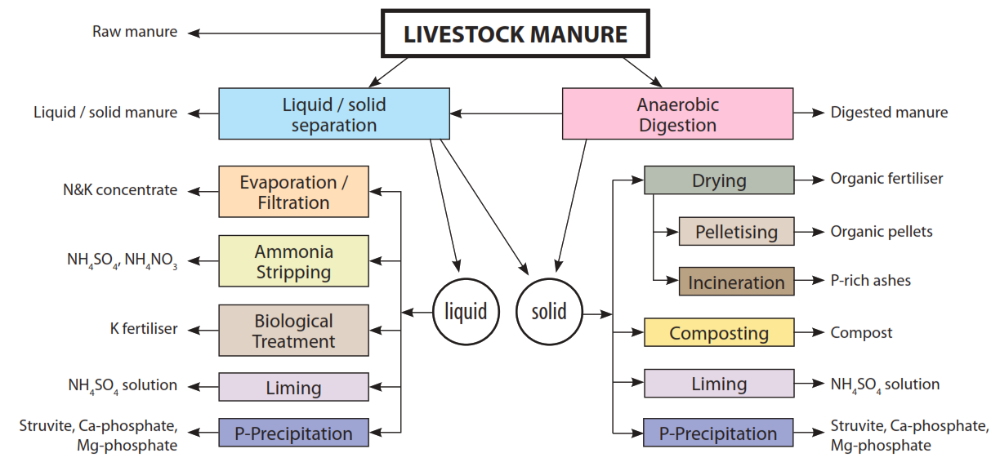 LIVESTOCK MANURE
Raw manure
Liquid / solid
separation
Liquid / solid manure
Anaerobic
Digestion
Digested manure
Evaporation /
Filtration
N&K concentrate
Ammonia
Stripping
NH₄SO₄, NH₄NO₃
Biological
Treatment
K fertiliser
Liming
NH₄SO₄ solution
P-Precipitation
Struvite, Ca-phosphate,
Mg-phosphate
liquid
solid
Drying
Organic fertiliser
Pelletising
Organic pellets
Incineration
P-rich ashes
Composting
Compost
Liming
NH₄SO₄ solution
P-Precipitation
Struvite, Ca-phosphate,
Mg-phosphate